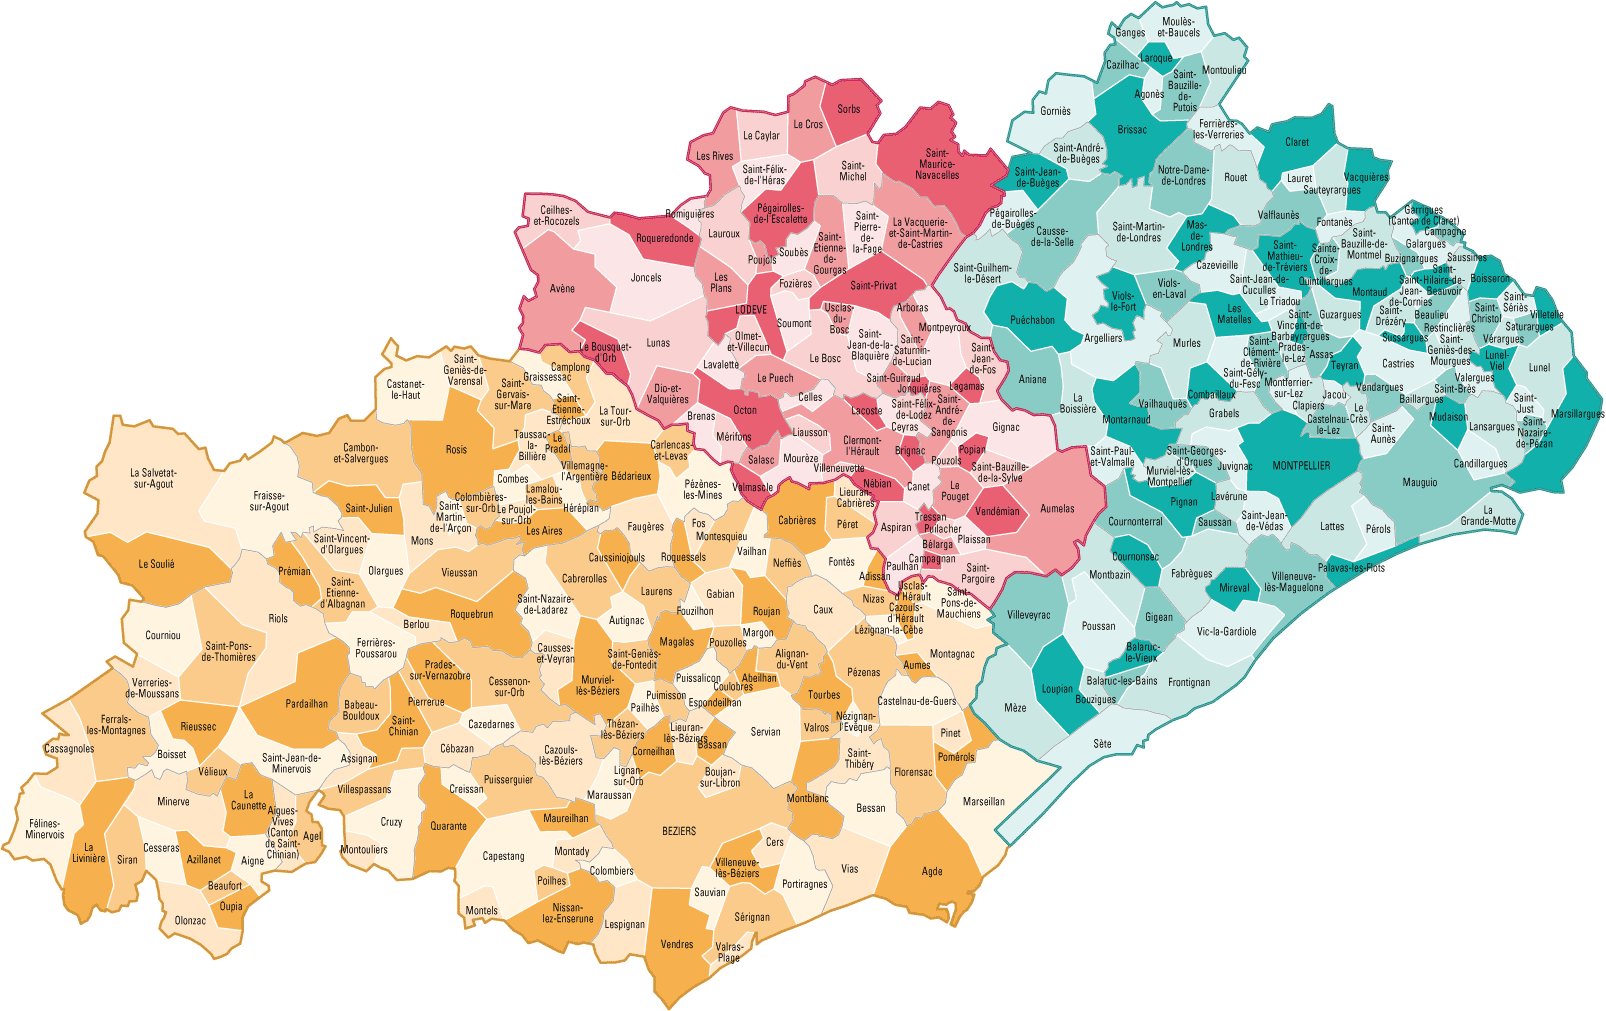 Moulès-
et-Baucels
Ganges
Laroque
Cazilhac
Montoulieu
Saint-
Bauzille-
de-
Putois
Agonès
Gorniès
Brissac
Ferrières-
les-Verreries
Claret
Saint-André-
de-Buèges
Saint-Jean-
de-Buèges
Notre-Dame-
de-Londres
Rouet
Lauret
Vacquières
Sauteyrargues
Pégairolles-
de-Buèges
Causse-
de-la-Selle
Saint-Martin-
de-Londres
Mas-
de-
Londres
Valflaunès
Fontanès
Garrigues
(Canton de Claret)
Campagne
Galargues
Saint-
Bauzille-de-
Montmel
Buzignargues
Saussines
Saint-
Mathieu-
de-Tréviers
Sainte-
Croix-
de-
Quintillargues
Cazevieille
Saint-Jean-de-
Cuculles
Le Triadou
Montaud
Saint-Hilaire-de-
Beauvoir
Boisseron
Saint-Guilhem-
le-Désert
Viols-
le-Fort
Viols-
en-Laval
Les
Matelles
Guzargues
Saint-
Jean-
de-Cornies
Saint-
Drézéry
Beaulieu
Restinclières
Saint-
Christol
Saint-
Sériès
Villetelle
Saturargues
Vérargues
Puéchabon
Argelliers
Murles
Saint-
Vincent-de-
Barbeyrargues
Prades-
le-Lez
Saint-
Clément-
de-Rivière
Assas
Teyran
Sussargues
Castries
Saint-
Geniès-des-
Mourgues
Lunel-
Viel
Lunel
Valergues
Saint-Brès
Vendargues
Baillargues
Saint-Gély-
du-Fesc
Montferrier-
sur-Lez
Jacou
Clapiers
Le
Crès
Castelnau-
le-Lez
Combaillaux
Grabels
Vailhauquès
Montarnaud
La
Boissière
Aniane
Mudaison
Lansargues
Saint-
Just
Saint-
Nazaire-
de-Pézan
Marsillargues
Saint-
Aunès
Candillargues
Mauguio
La
Grande-Motte
Saint-Paul-
et-Valmalle
Saint-Georges-
d'Orques
Murviel-lès-
Montpellier
Juvignac
MONTPELLIER
Pignan
Lavérune
Saussan
Saint-Jean-
de-Védas
Lattes
Pérols
Palavas-les-Flots
Cournonterral
Cournonsec
Fabrègues
Montbazin
Mireval
Villeneuve-
lès-Maguelone
Gigean
Vic-la-Gardiole
Poussan
Villeveyrac
Balaruc-
le-Vieux
Balaruc-les-Bains
Frontignan
Bouzigues
Loupian
Mèze
Sète
Sorbs
Le Cros
Le Caylar
Les Rives
Saint-
Maurice-
Navacelles
Saint-Félix-
de-l'Héras
Saint-
Michel
Pégairolles-
de-l'Escalette
Ceilhes-
et-Rocozels
Romiguières
Roqueredonde
Lauroux
Poujols
Soubès
Saint-
Etienne-
de-
Gourgas
Saint-
Pierre-
de-
la-Fage
La Vacquerie-
et-Saint-Martin-
de-Castries
Joncels
Avène
Les
Plans
Fozières
Saint-Privat
LODEVE
Soumont
Usclas-
du-
Bosc
Arboras
Montpeyroux
Saint-
Jean-de-la-
Blaquière
Saint-
Saturnin-
de-Lucian
Saint-
Jean-
de-Fos
Le Bousquet-
d'Orb
Lunas
Olmet-
et-Villecun
Lavalette
Le Bosc
Le Puech
Dio-et-
Valquières
Celles
Saint-Guiraud
Jonquières
Lagamas
Octon
Brenas
Mérifons
Lacoste
Saint-Félix-
de-Lodez
Saint-
André-
de-
Sangonis
Ceyras
Gignac
Liausson
Clermont-
l'Hérault
Brignac
Popian
Pouzols
Salasc
Mourèze
Villeneuvette
Valmascle
Nébian
Canet
Le
Pouget
Saint-Bauzille-
de-la-Sylve
Vendémian
Aumelas
Aspiran
Tressan
Puilacher
Plaissan
Bélarga
Campagnan
Paulhan
Saint-
Pargoire
Saint-
Geniès-de-
Varensal
Castanet-
le-Haut
Graissessac
Camplong
Saint-
Gervais-
sur-Mare
Saint-
Etienne-
Estréchoux
La Tour-
sur-Orb
Carlencas-
et-Levas
Taussac-
la-
Billière
Le
Pradal
Villemagne-
l'Argentière
Bédarieux
Pézènes-
les-Mines
Cambon-
et-Salvergues
Rosis
Combes
Lamalou-
les-Bains
Hérépian
Colombières-
sur-Orb
Le Poujol-
sur-Orb
Les Aires
La Salvetat-
sur-Agout
Fraisse-
sur-Agout
Saint-Julien
Saint-
Martin-
de-l'Arçon
Mons
Faugères
Fos
Montesquieu
Cabrières
Lieuran-
Cabrières
Péret
Vailhan
Neffiès
Fontès
Adissan
Le Soulié
Prémian
Saint-Vincent-
d'Olargues
Olargues
Saint-
Etienne-
d'Albagnan
Vieussan
Caussiniojouls
Cabrerolles
Roquessels
Laurens
Gabian
Fouzilhon
Roujan
Caux
Nizas
Usclas-
d'Hérault
Cazouls-
d'Hérault
Saint-
Pons-de-
Mauchiens
Lézignan-la-Cèbe
Roquebrun
Saint-Nazaire-
de-Ladarez
Autignac
Magalas
Margon
Pouzolles
Alignan-
du-Vent
Montagnac
Aumes
Pézenas
Courniou
Riols
Saint-Pons-
de-Thomières
Berlou
Ferrières-
Poussarou
Prades-
sur-Vernazobre
Causses-
et-Veyran
Saint-Geniès-
de-Fontedit
Murviel-
lès-Béziers
Puissalicon
Puimisson
Coulobres
Abeilhan
Espondeilhan
Pailhès
Tourbes
Castelnau-de-Guers
Verreries-
de-Moussans
Pardailhan
Pierrerue
Cessenon-
sur-Orb
Babeau-
Bouldoux
Saint-
Chinian
Cazedarnes
Ferrals-
les-Montagnes
Rieussec
Boisset
Cassagnoles
Vélieux
Saint-Jean-de-
Minervois
Assignan
Cébazan
Cazouls-
lès-Béziers
Thézan-
lès-Béziers
Lieuran-
lès-Béziers
Corneilhan
Bassan
Servian
Valros
Nézignan-
l'Evêque
Saint-
Thibéry
Pinet
Pomérols
Florensac
Marseillan
Villespassans
Creissan
Puisserguier
Lignan-
sur-Orb
Maraussan
Boujan-
sur-Libron
Montblanc
Bessan
Félines-
Minervois
Minerve
La
Caunette
Aigues-
Vives
(Canton
de Saint-
Chinian)
Agel
Cruzy
Quarante
Maureilhan
BEZIERS
Montouliers
La
Livinière
Siran
Cesseras
Azillanet
Aigne
Beaufort
Oupia
Olonzac
Capestang
Montady
Colombiers
Poilhes
Montels
Nissan-
lez-Enserune
Lespignan
Vendres
Sauvian
Villeneuve-
lès-Béziers
Cers
Portiragnes
Sérignan
Valras-
Plage
Vias
Agde